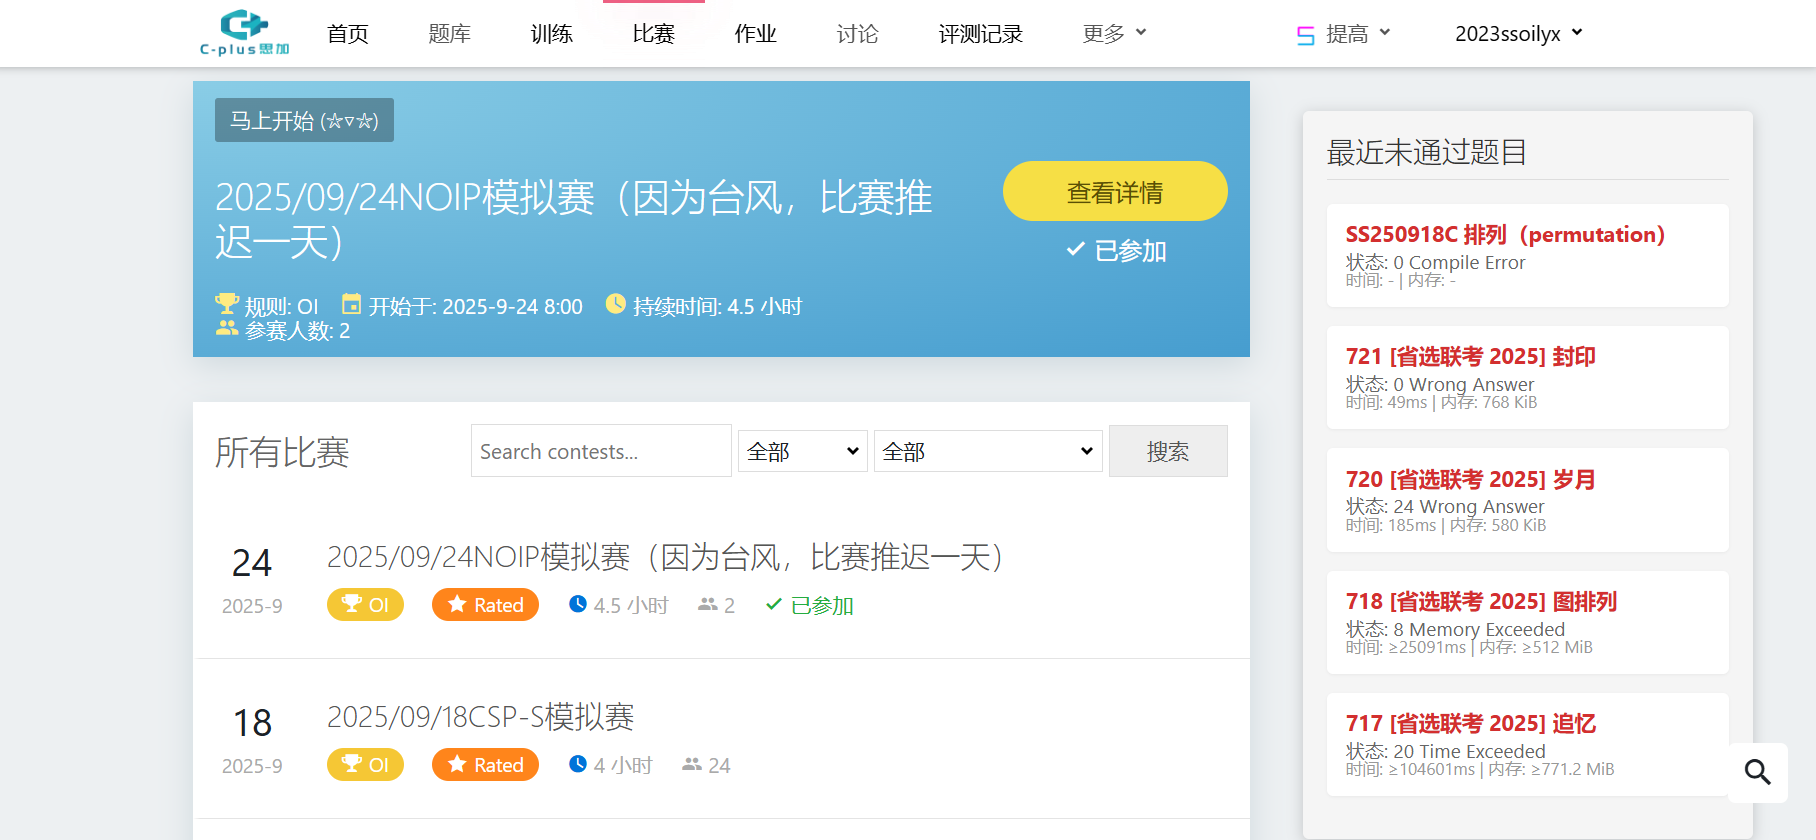 C-plus思加
首页 题库 训练 比赛 作业 讨论 评测记录 更多 提高 2023ssoilyx
马上开始 (☆▽☆)
2025/09/24NOIP模拟赛（因为台风，比赛推
迟一天）
查看详情
已参加
规则: OI 开始于: 2025-9-24 8:00 持续时间: 4.5 小时
参赛人数: 2
所有比赛 Search contests... 全部 全部 搜索
24 2025/09/24NOIP模拟赛（因为台风，比赛推迟一天）
2025-9 OI Rated 4.5 小时 2 已参加
18 2025/09/18CSP-S模拟赛
2025-9 OI Rated 4 小时 24
最近未通过题目
SS250918C 排列（permutation）
状态: 0 Compile Error
时间: - | 内存: -
721 [省选联考 2025] 封印
状态: 0 Wrong Answer
时间: 49ms | 内存: 768 KiB
720 [省选联考 2025] 岁月
状态: 24 Wrong Answer
时间: 185ms | 内存: 580 KiB
718 [省选联考 2025] 图排列
状态: 8 Memory Exceeded
时间: ≥25091ms | 内存: ≥512 MiB
717 [省选联考 2025] 追忆
状态: 20 Time Exceeded
时间: ≥104601ms | 内存: ≥771.2 MiB